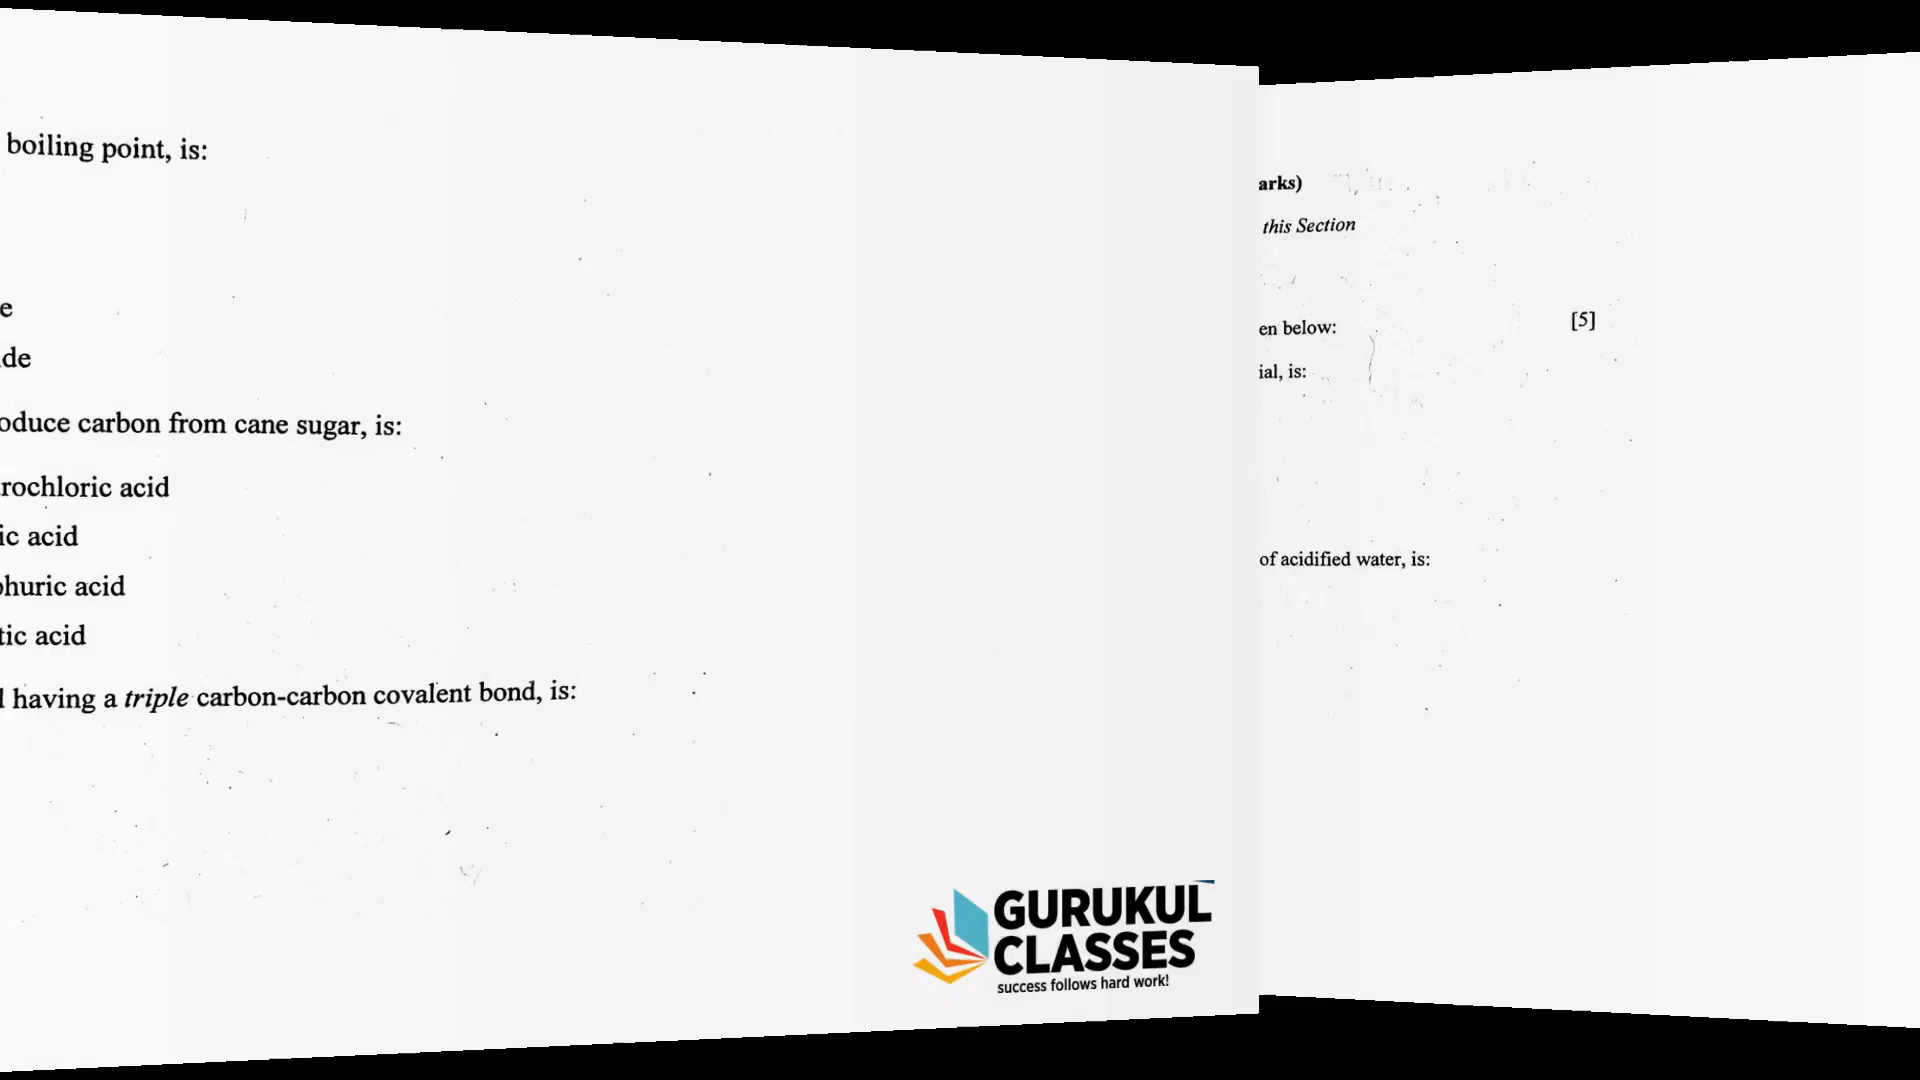 boiling point, is:
e
de
oduce carbon from cane sugar, is:
rochloric acid
ic acid
huric acid
tic acid
having a triple carbon-carbon covalent bond, is:
GURUKUL
CLASSES
success follows hard work!
arks)
this Section
en below:
[5]
ial, is:
of acidified water, is: